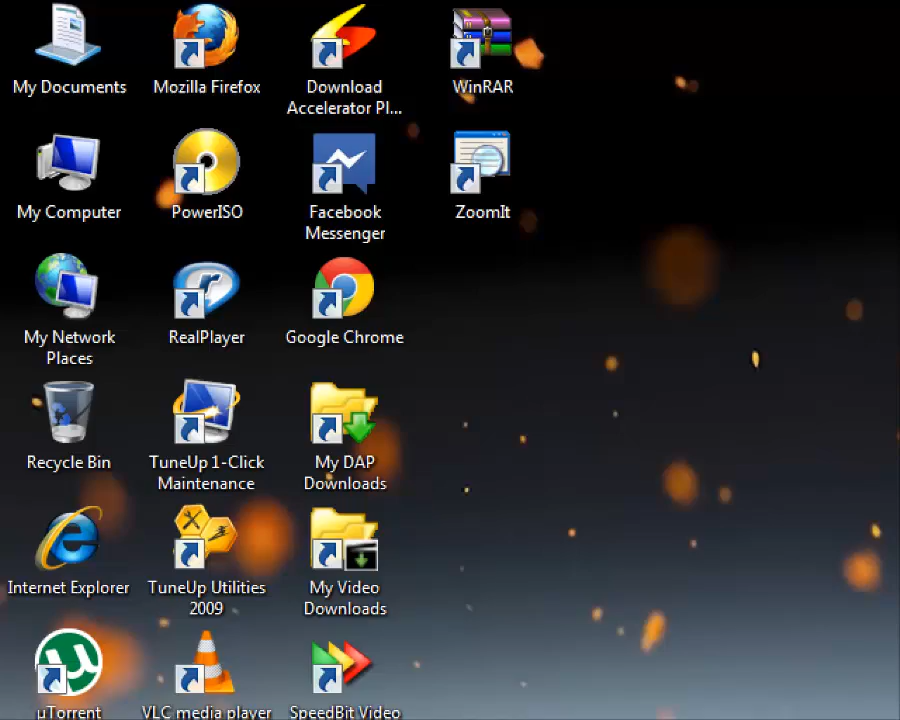 My Documents
Mozilla Firefox
Download
Accelerator Pl...
WinRAR
My Computer
PowerISO
Facebook
Messenger
ZoomIt
My Network
Places
RealPlayer
Google Chrome
Recycle Bin
TuneUp 1-Click
Maintenance
My DAP
Downloads
Internet Explorer
TuneUp Utilities
2009
My Video
Downloads
µTorrent
VLC media player
SpeedBit Video